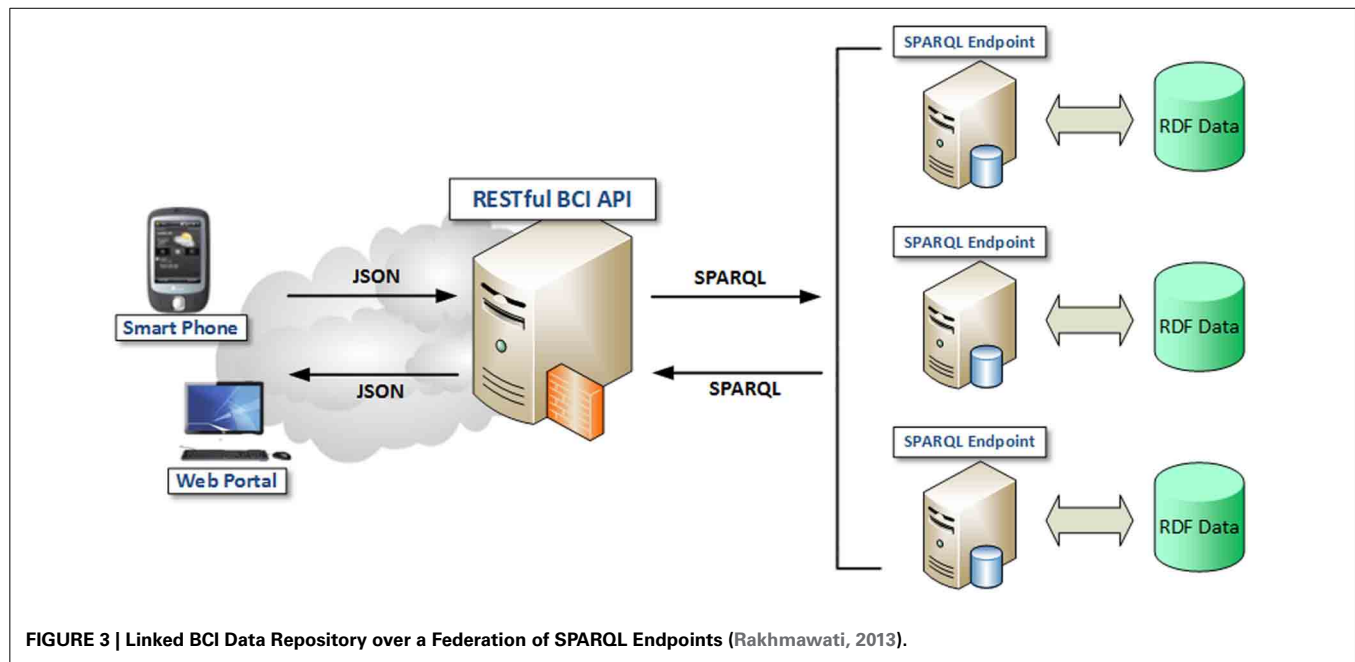 SPARQL Endpoint
RDF Data
RESTful BCI API
JSON
SPARQL
Smart Phone
SPARQL Endpoint
RDF Data
JSON
SPARQL
Web Portal
SPARQL Endpoint
RDF Data
FIGURE 3 | Linked BCI Data Repository over a Federation of SPARQL Endpoints (Rakhmawati, 2013).